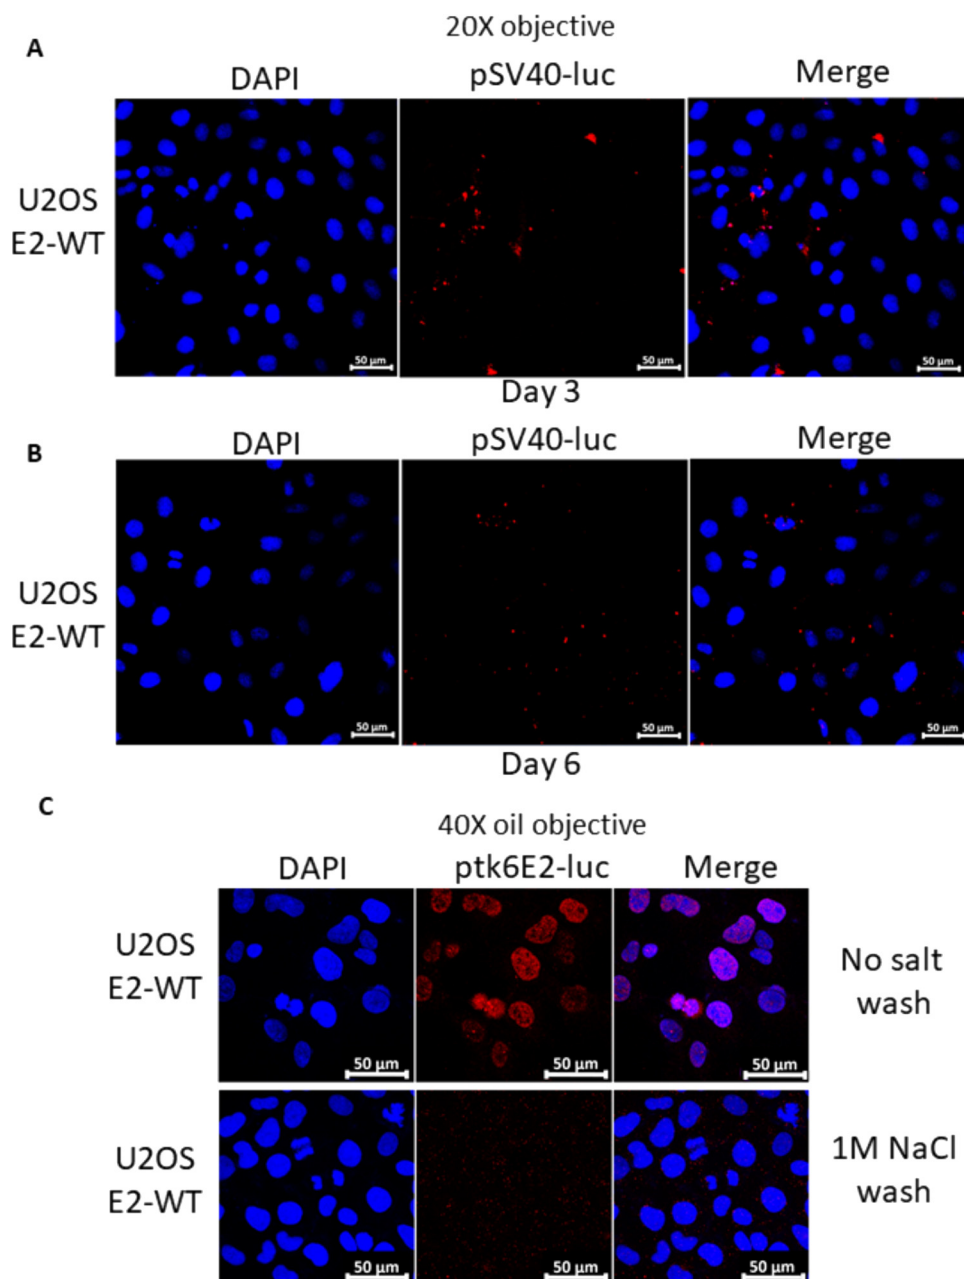 20X objective
A
DAPI pSV40-luc Merge
U2OS
E2-WT
50 µm 50 µm 50 µm
Day 3
B
DAPI pSV40-luc Merge
U2OS
E2-WT
50 µm 50 µm 50 µm
Day 6
C
40X oil objective
DAPI ptk6E2-luc Merge
U2OS
E2-WT
No salt
wash
50 µm 50 µm 50 µm
U2OS
E2-WT
1M NaCl
wash
50 µm 50 µm 50 µm